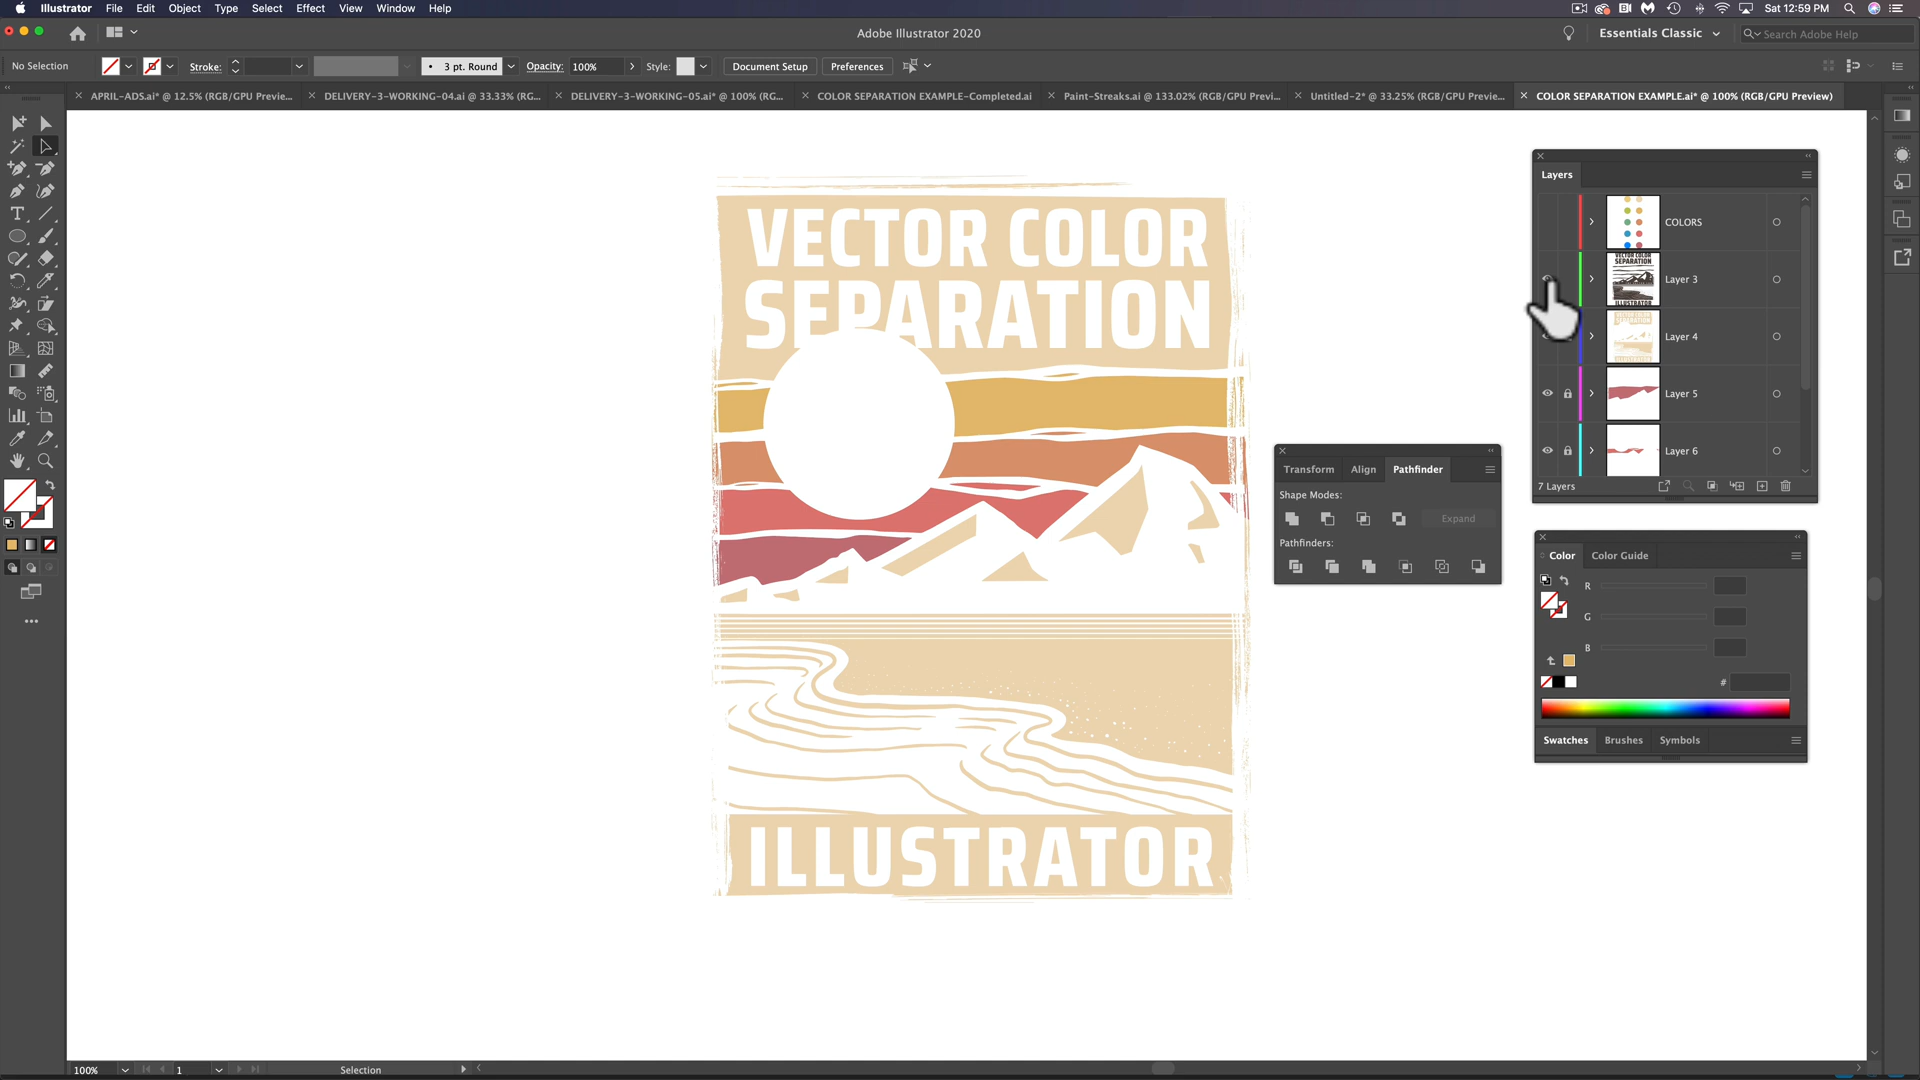 Illustrator File Edit Object Type Select Effect View Window Help
Sat 12:59 PM
Adobe Illustrator 2020
Essentials Classic
Search Adobe Help
No Selection
Stroke:
3 pt. Round
Opacity: 100%
Style:
Document Setup
Preferences
APRIL-ADS.ai* @ 12.5% (RGB/GPU Previe...
DELIVERY-3-WORKING-04.ai @ 33.33% (RG...
DELIVERY-3-WORKING-05.ai* @ 100% (RG...
COLOR SEPARATION EXAMPLE-Completed.ai
Paint-Streaks.ai @ 133.02% (RGB/GPU Previ...
Untitled-2* @ 33.25% (RGB/GPU Previe...
COLOR SEPARATION EXAMPLE.ai* @ 100% (RGB/GPU Preview)
VECTOR COLOR
SEPARATION
ILLUSTRATOR
Layers
COLORS
VECTOR COLOR
SEPARATION
ILLUSTRATOR
Layer 3
Layer 4
Layer 5
Layer 6
7 Layers
Transform Align Pathfinder
Shape Modes:
Expand
Pathfinders:
Color Color Guide
R
G
B
#
Swatches Brushes Symbols
100%
1
Selection